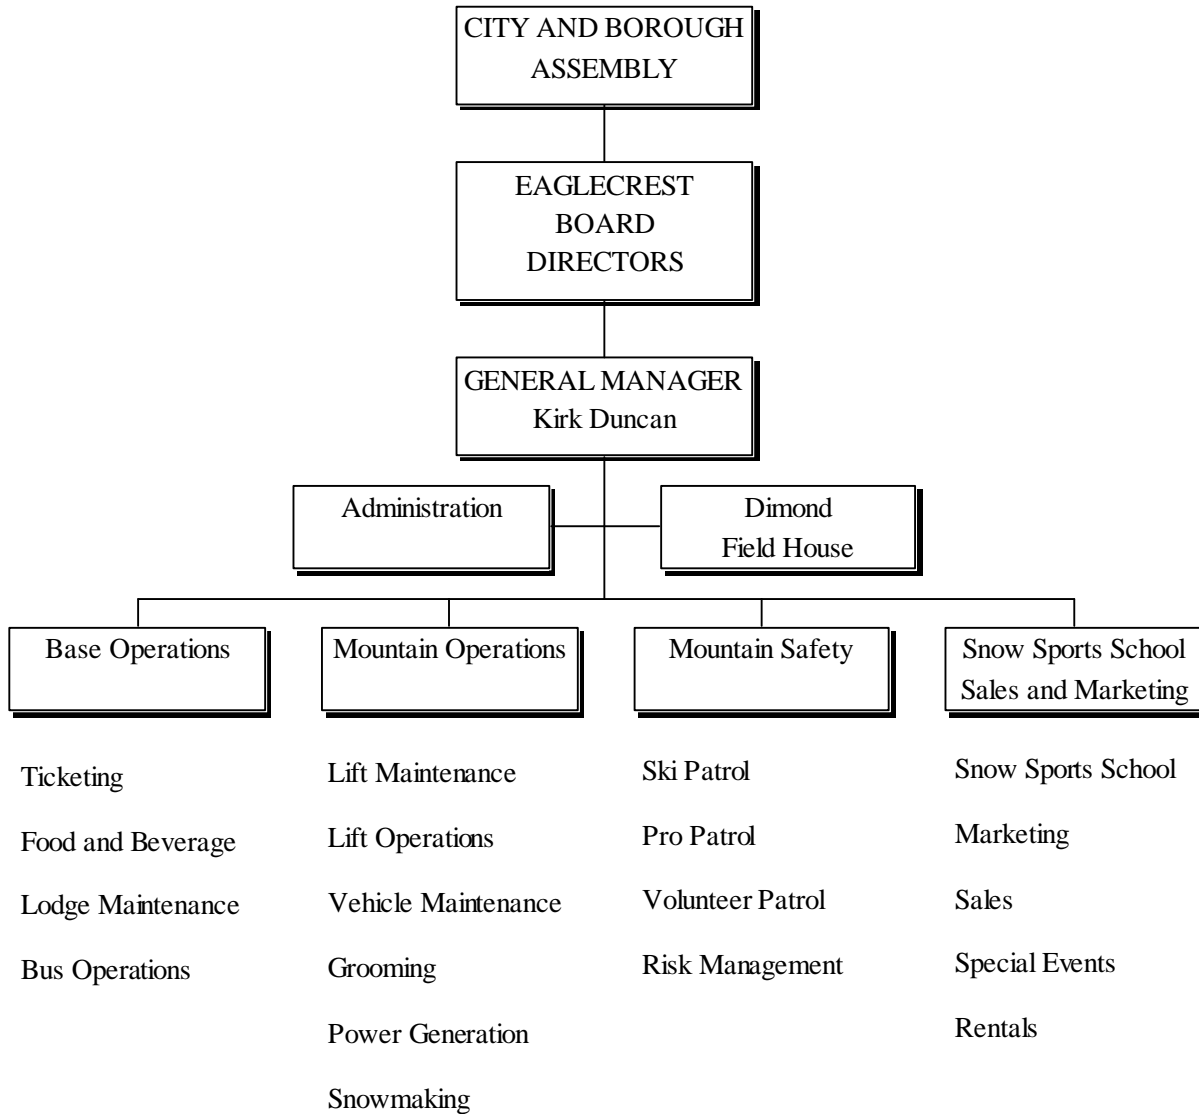 CITY AND BOROUGH
ASSEMBLY
EAGLECREST
BOARD
DIRECTORS
GENERAL MANAGER
Kirk Duncan
Administration
Dimond
Field House
Base Operations
Ticketing
Food and Beverage
Lodge Maintenance
Bus Operations
Mountain Operations
Lift Maintenance
Lift Operations
Vehicle Maintenance
Grooming
Power Generation
Snowmaking
Mountain Safety
Ski Patrol
Pro Patrol
Volunteer Patrol
Risk Management
Snow Sports School
Sales and Marketing
Snow Sports School
Marketing
Sales
Special Events
Rentals